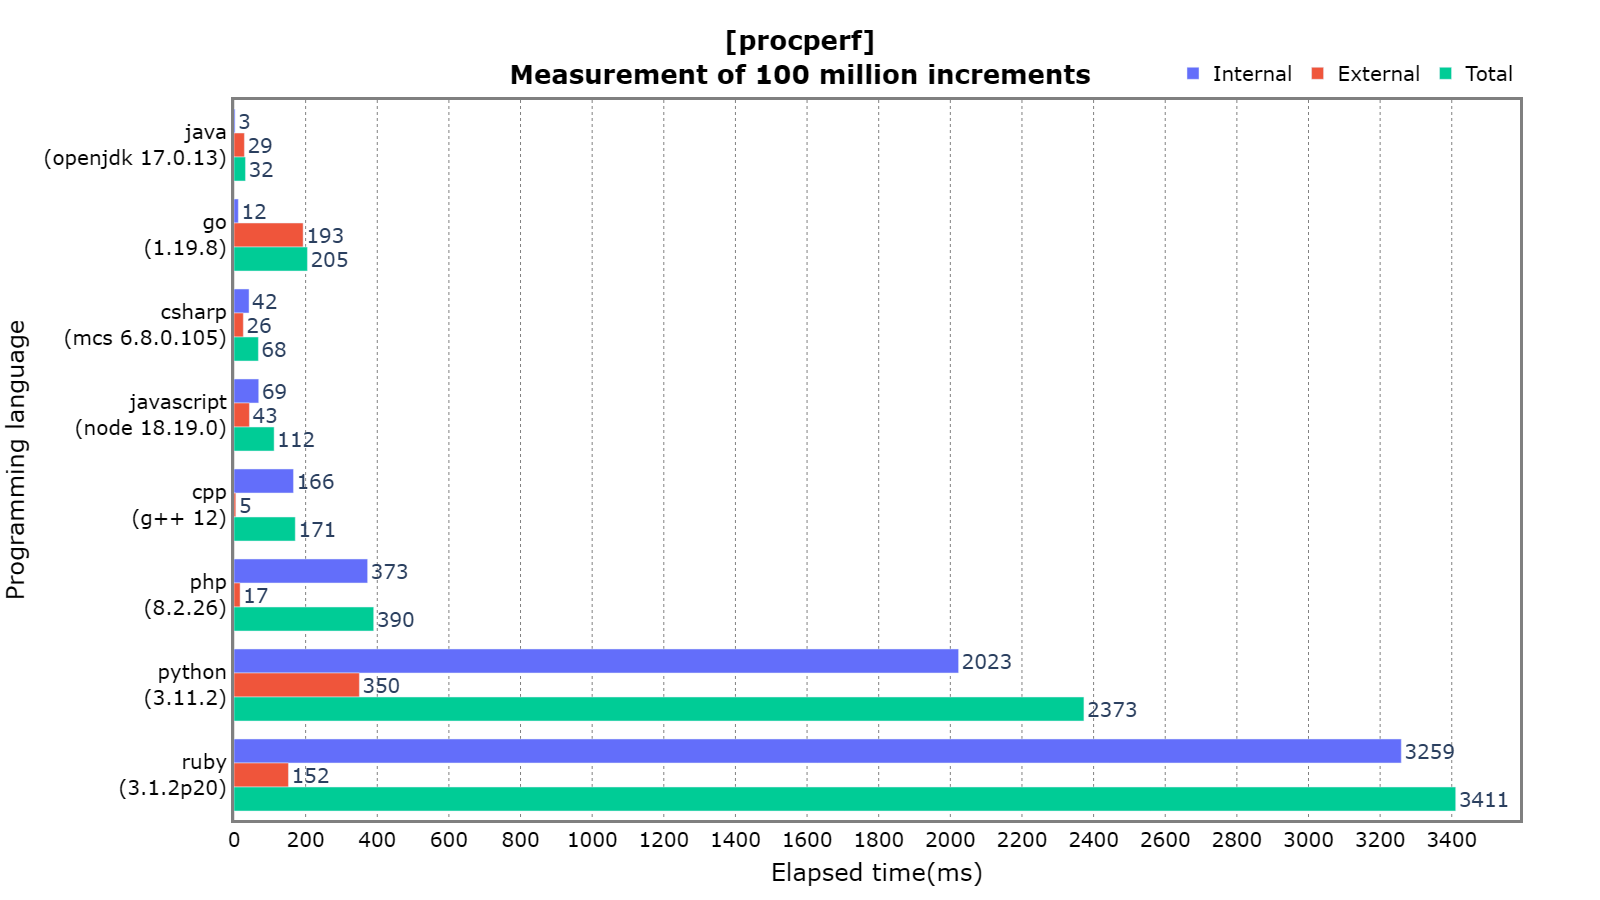 [procperf]
Measurement of 100 million increments
Internal External Total
java
(openjdk 17.0.13)
3
29
32
go
(1.19.8)
12
193
205
csharp
(mcs 6.8.0.105)
42
26
68
javascript
(node 18.19.0)
69
43
112
cpp
(g++ 12)
166
5
171
php
(8.2.26)
373
17
390
python
(3.11.2)
2023
350
2373
ruby
(3.1.2p20)
3259
152
3411
Programming language
0 200 400 600 800 1000 1200 1400 1600 1800 2000 2200 2400 2600 2800 3000 3200 3400
Elapsed time(ms)